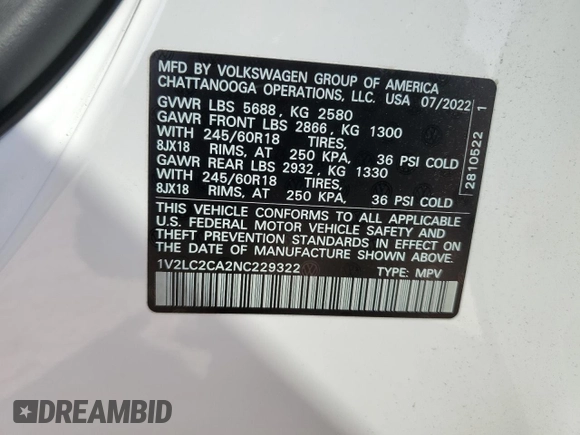 MFD BY VOLKSWAGEN GROUP OF AMERICA
CHATTANOOGA OPERATIONS, LLC. USA 07/2022
GVWR LBS 5688, KG 2580
GAWR FRONT LBS 2866, KG 1300
WITH 245/60R18 TIRES,
8JX18 RIMS, AT 250 KPA, 36 PSI COLD
GAWR REAR LBS 2932, KG 1330
WITH 245/60R18 TIRES,
8JX18 RIMS, AT 250 KPA, 36 PSI COLD
THIS VEHICLE CONFORMS TO ALL APPLICABLE
U.S. FEDERAL MOTOR VEHICLE SAFETY AND
THEFT PREVENTION STANDARDS IN EFFECT ON
THE DATE OF MANUFACTURE SHOWN ABOVE.
1V2LC2CA2NC229322 TYPE: MPV
2810522 1
DREAMBID